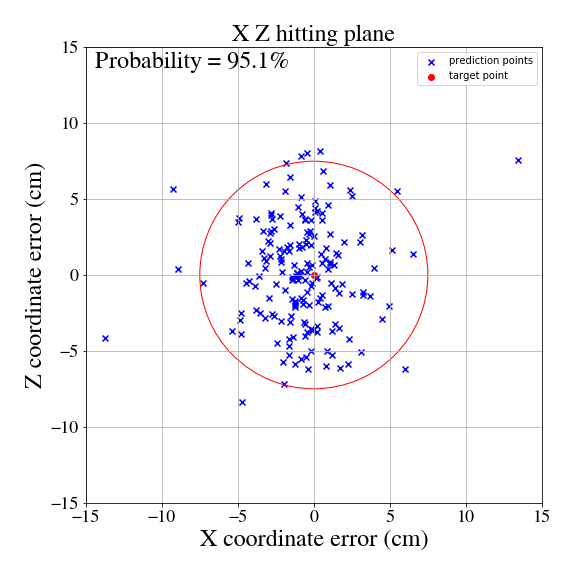 X Z hitting plane
Probability = 95.1%
prediction points
target point
15
10
5
0
−5
−10
−15
Z coordinate error (cm)
−15 −10 −5 0 5 10 15
X coordinate error (cm)